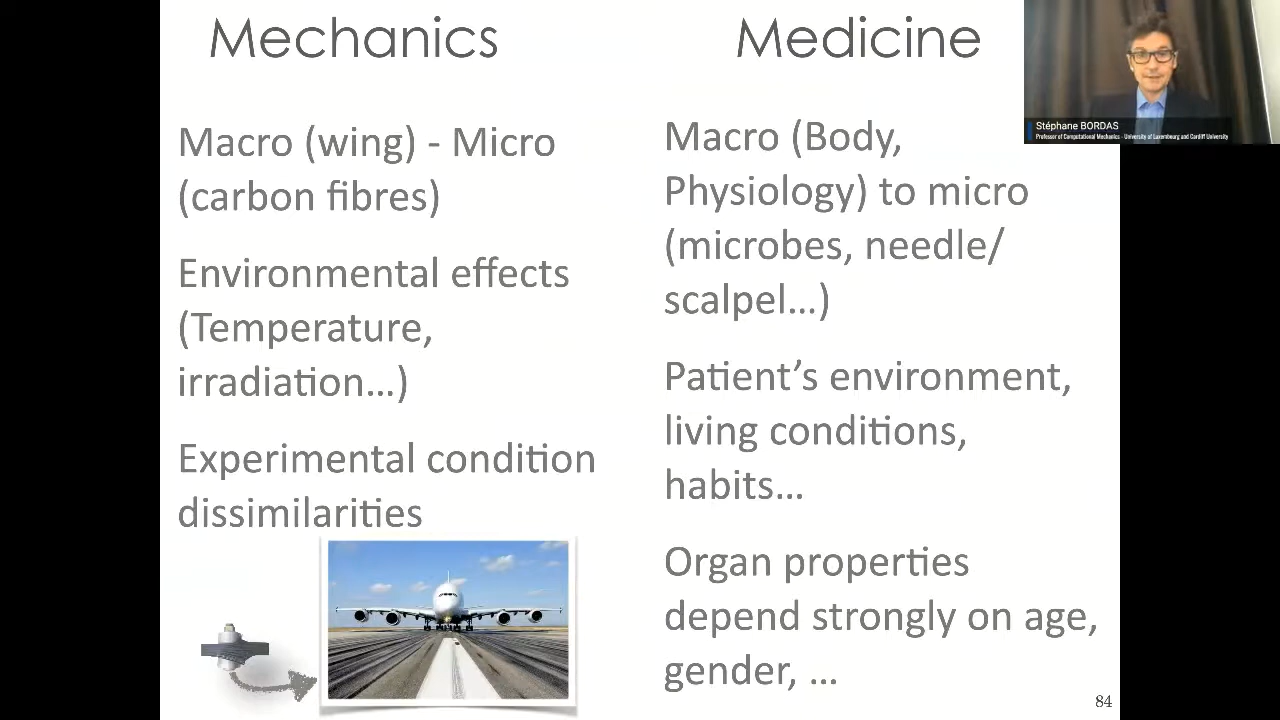 Mechanics
Macro (wing) - Micro
(carbon fibres)
Environmental effects
(Temperature,
irradiation...)
Experimental condition
dissimilarities
Medicine
Macro (Body,
Physiology) to micro
(microbes, needle/
scalpel...)
Patient’s environment,
living conditions,
habits...
Organ properties
depend strongly on age,
gender, ...
84
Stéphane BORDAS
Professor of Computational Mechanics - University of Luxembourg and Cardiff University